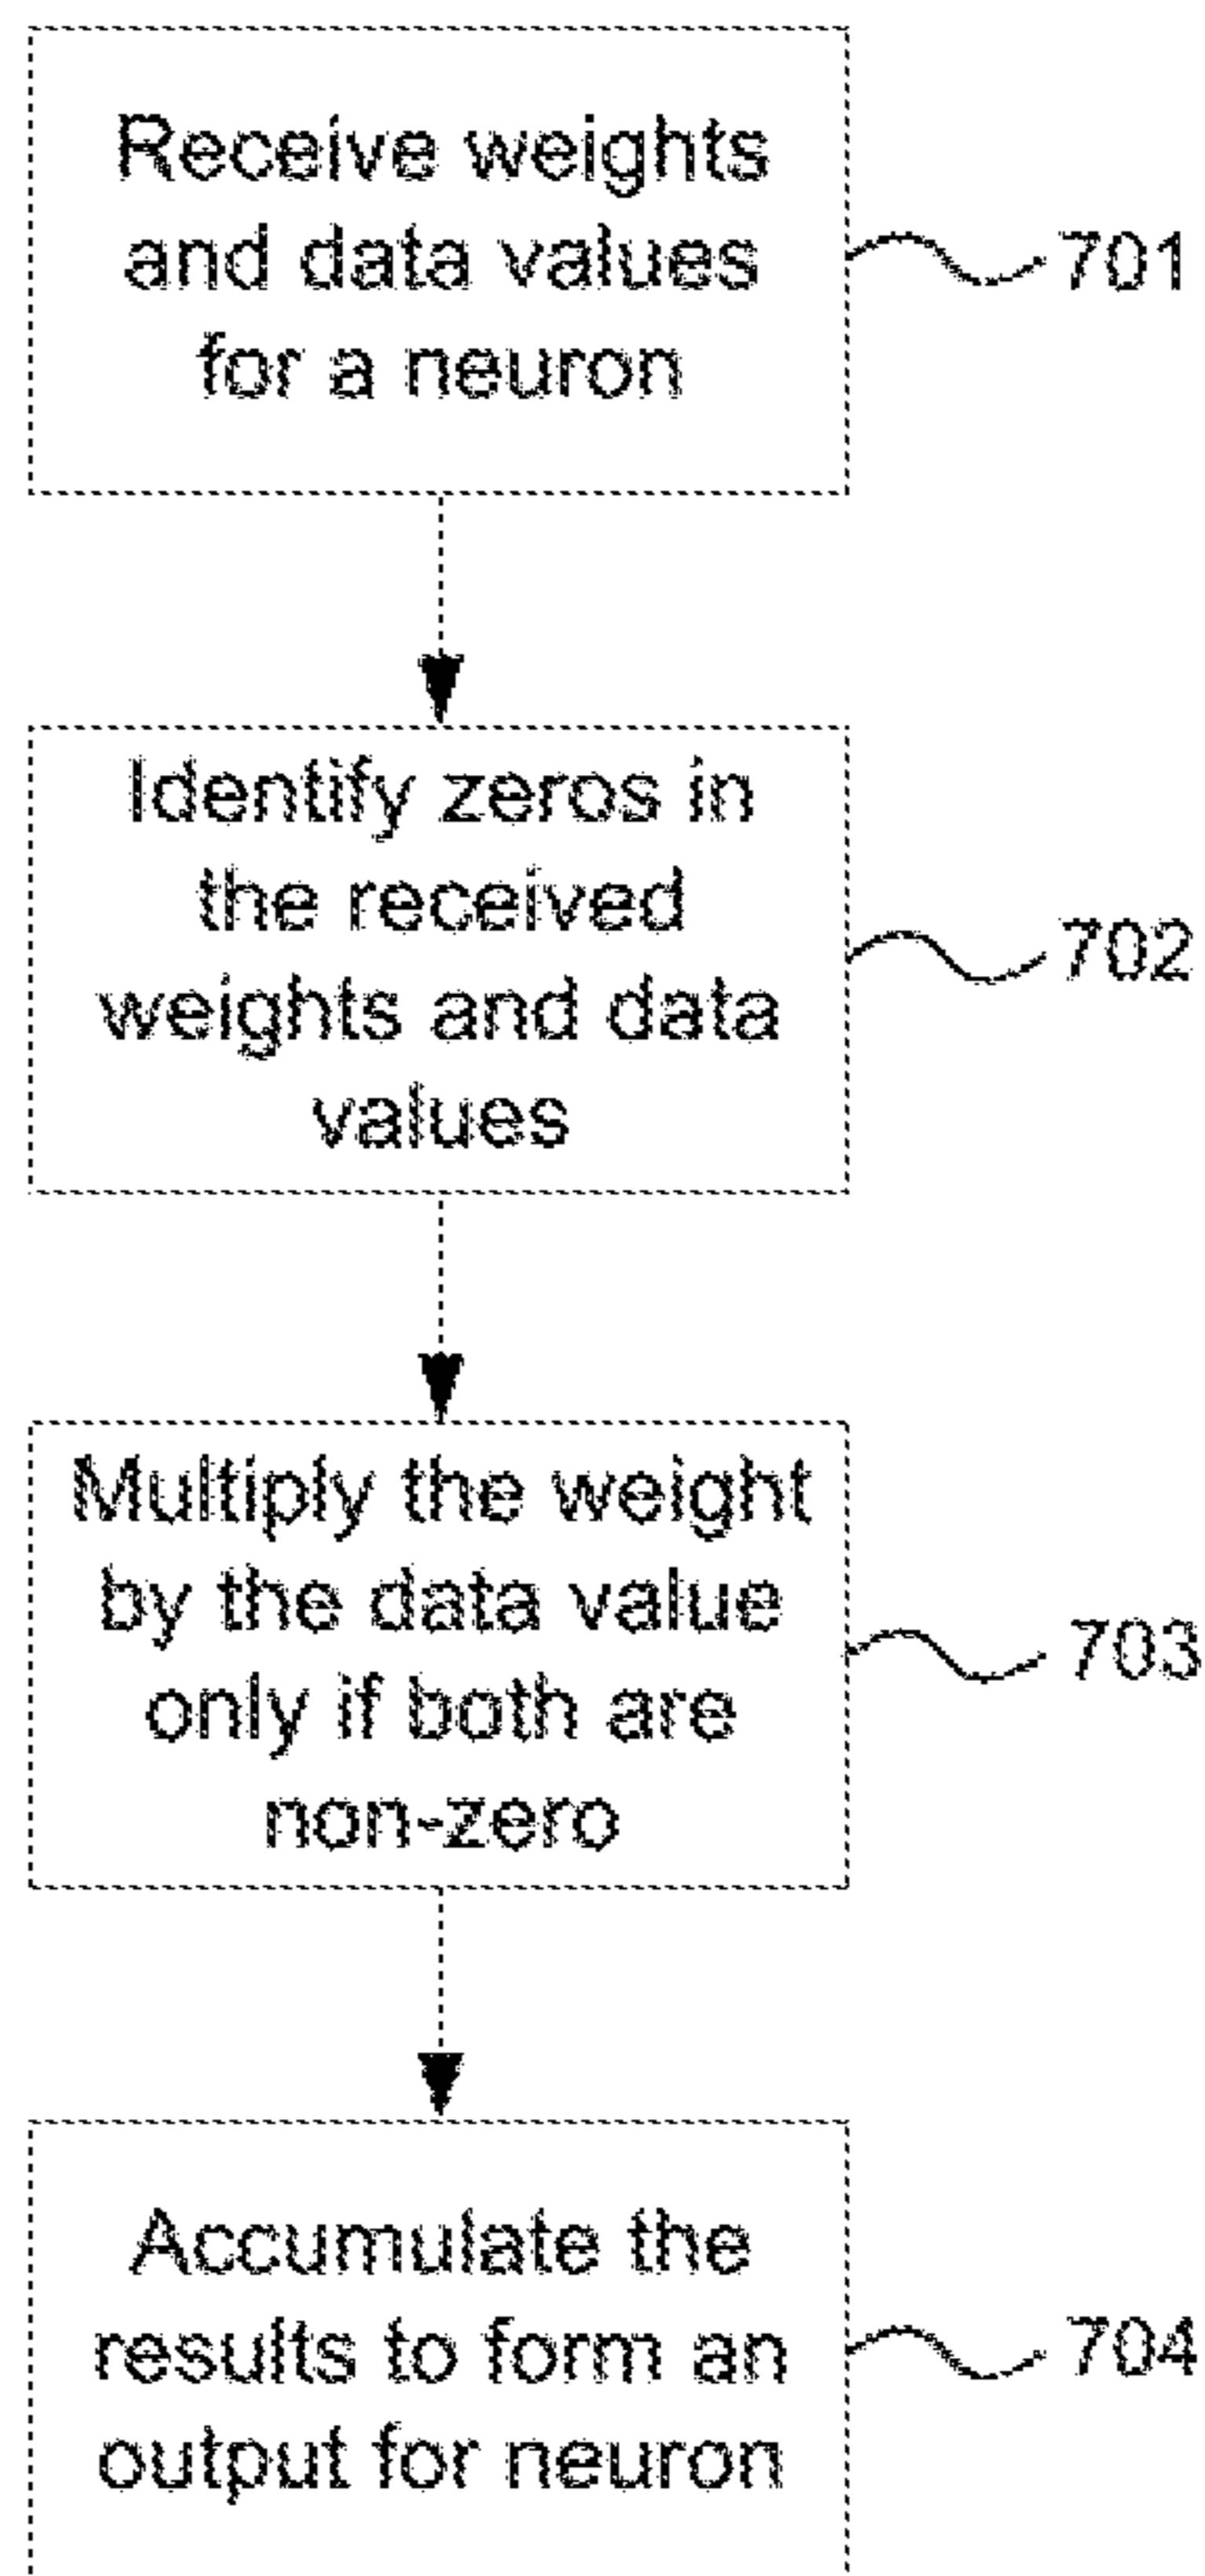 Receive weights
and data values
for a neuron
701
Identify zeros in
the received
weights and data
values
702
Multiply the weight
by the data value
only if both are
non-zero
703
Accumulate the
results to form an
output for neuron
704